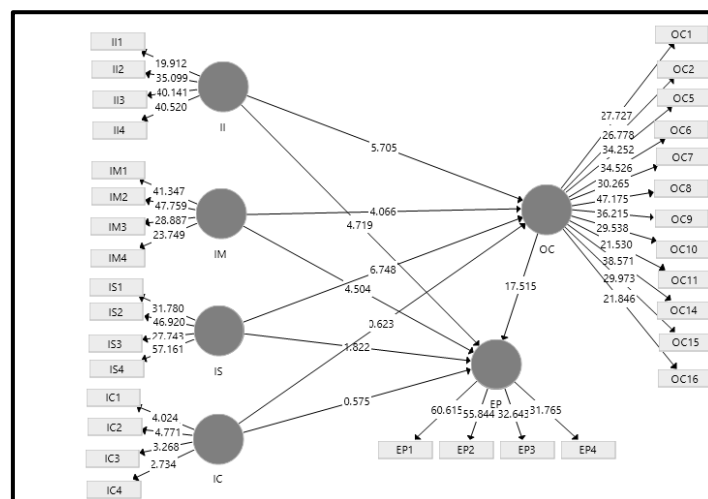 II1
19.912
II2
35.099
II3
40.141
II4
40.520
II
IM1
41.347
IM2
47.759
IM3
28.887
IM4
23.749
IM
IS1
31.780
IS2
46.920
IS3
27.743
IS4
57.161
IS
IC1
4.024
IC2
4.771
IC3
3.268
IC4
2.734
IC
5.705
4.066
4.719
6.748
4.504
0.623
1.822
0.575
17.515
OC
EP
OC1
27.727
OC2
26.778
OC5
34.252
OC6
34.526
OC7
30.265
OC8
47.175
OC9
36.215
OC10
29.538
OC11
21.530
OC14
38.571
OC15
29.973
OC16
21.846
60.615
55.844
32.643
31.765
EP1
EP2
EP3
EP4